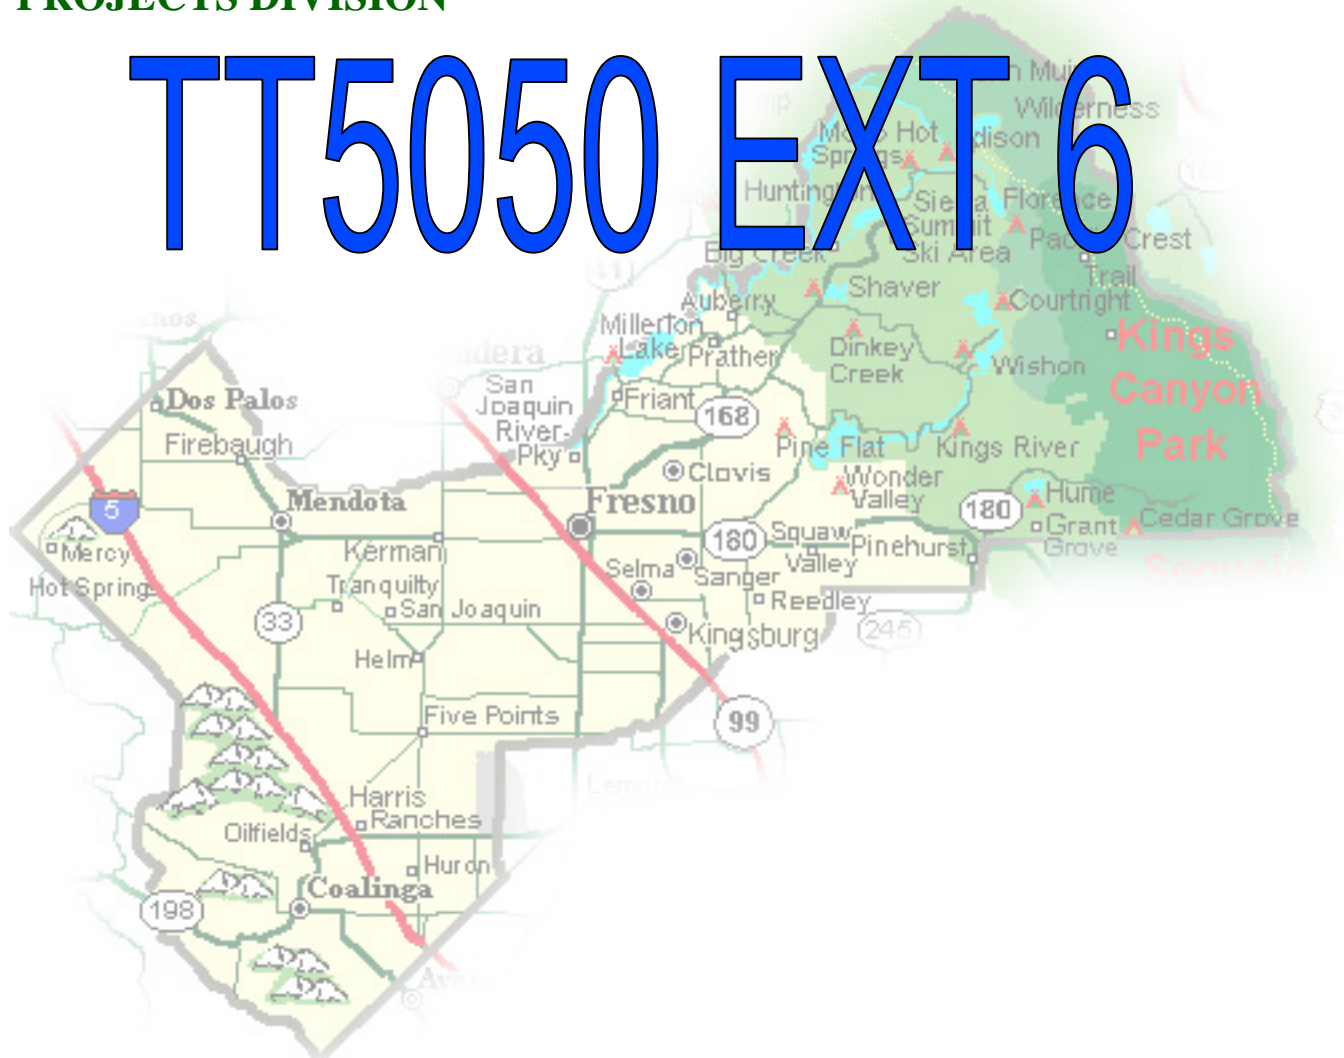 PROJECTS DIVISION
TT5050 EXT 6
Wilderness
Springs
Huntington
Sierra Summit
Ski Area
Florence
Big Creek
Trail
Auberry
Shaver
Courtright
Millerton
Lake
Prather
Dinkey
Creek
Wishon
Kings
Canyon
Park
San
Joaquin
River
Pky
Friant
168
Dos Palos
Firebaugh
Pine Flat
Kings River
Clovis
Wonder
Valley
5
Mendota
Fresno
180
Hume
Grant
Grove
Cedar Grove
Mercy
Hot Springs
Kerman
180
Squaw
Valley
Pinehurst
Selma
Sanger
Tranquilty
San Joaquin
Reedley
33
Kingsburg
245
Helm
Five Points
99
Harris
Ranches
Oilfields
Huron
Coalinga
198
41